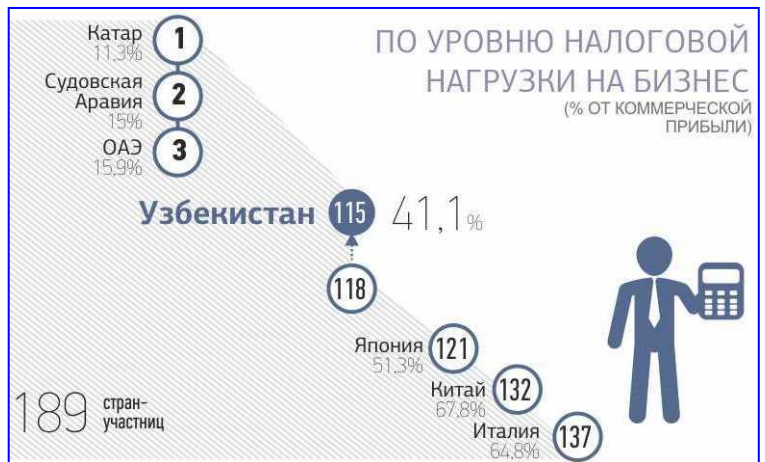 ПО УРОВНЮ НАЛОГОВОЙ
НАГРУЗКИ НА БИЗНЕС
(% ОТ КОММЕРЧЕСКОЙ
ПРИБЫЛИ)
Катар 1
11,3%
Судовская
Аравия 2
15%
ОАЭ 3
15,9%
Узбекистан 115 41,1%
118
Япония 121
51,3%
Китай 132
67,8%
Италия 137
64,8%
189 стран-
участниц